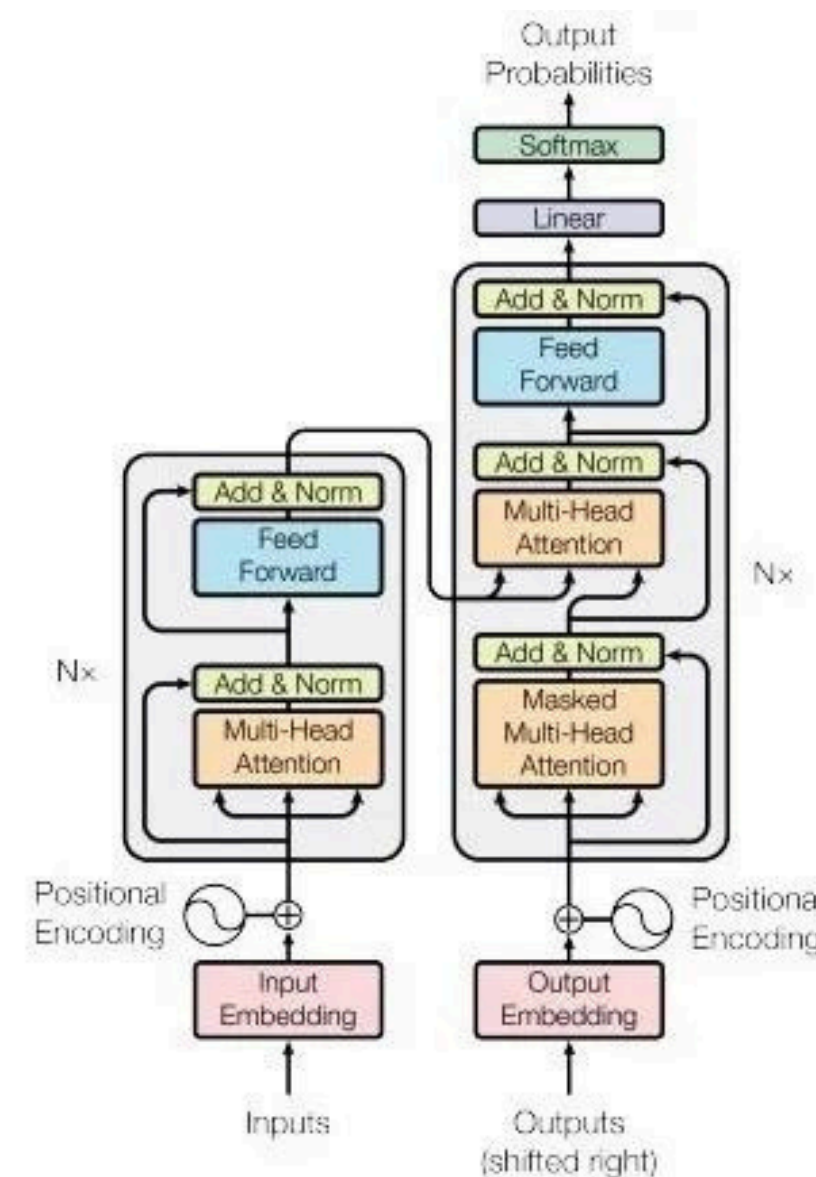 Output
Probabilities
Softmax
Linear
Add & Norm
Feed
Forward
Add & Norm
Multi-Head
Attention
Nx
Add & Norm
Masked
Multi-Head
Attention
Add & Norm
Feed
Forward
Nx
Add & Norm
Multi-Head
Attention
Positional
Encoding
Positional
Encoding
Input
Embedding
Output
Embedding
Inputs
Outputs
(shifted right)